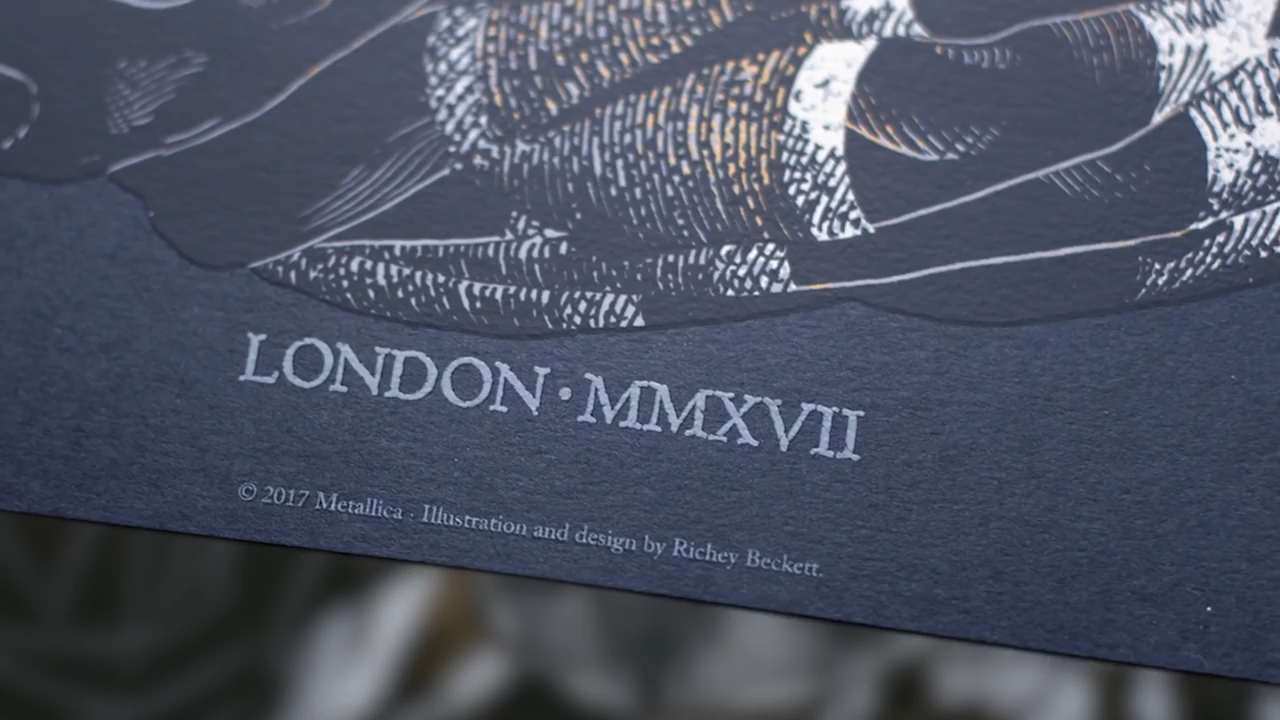 LONDON · MMXVII
© 2017 Metallica · Illustration and design by Richey Beckett.